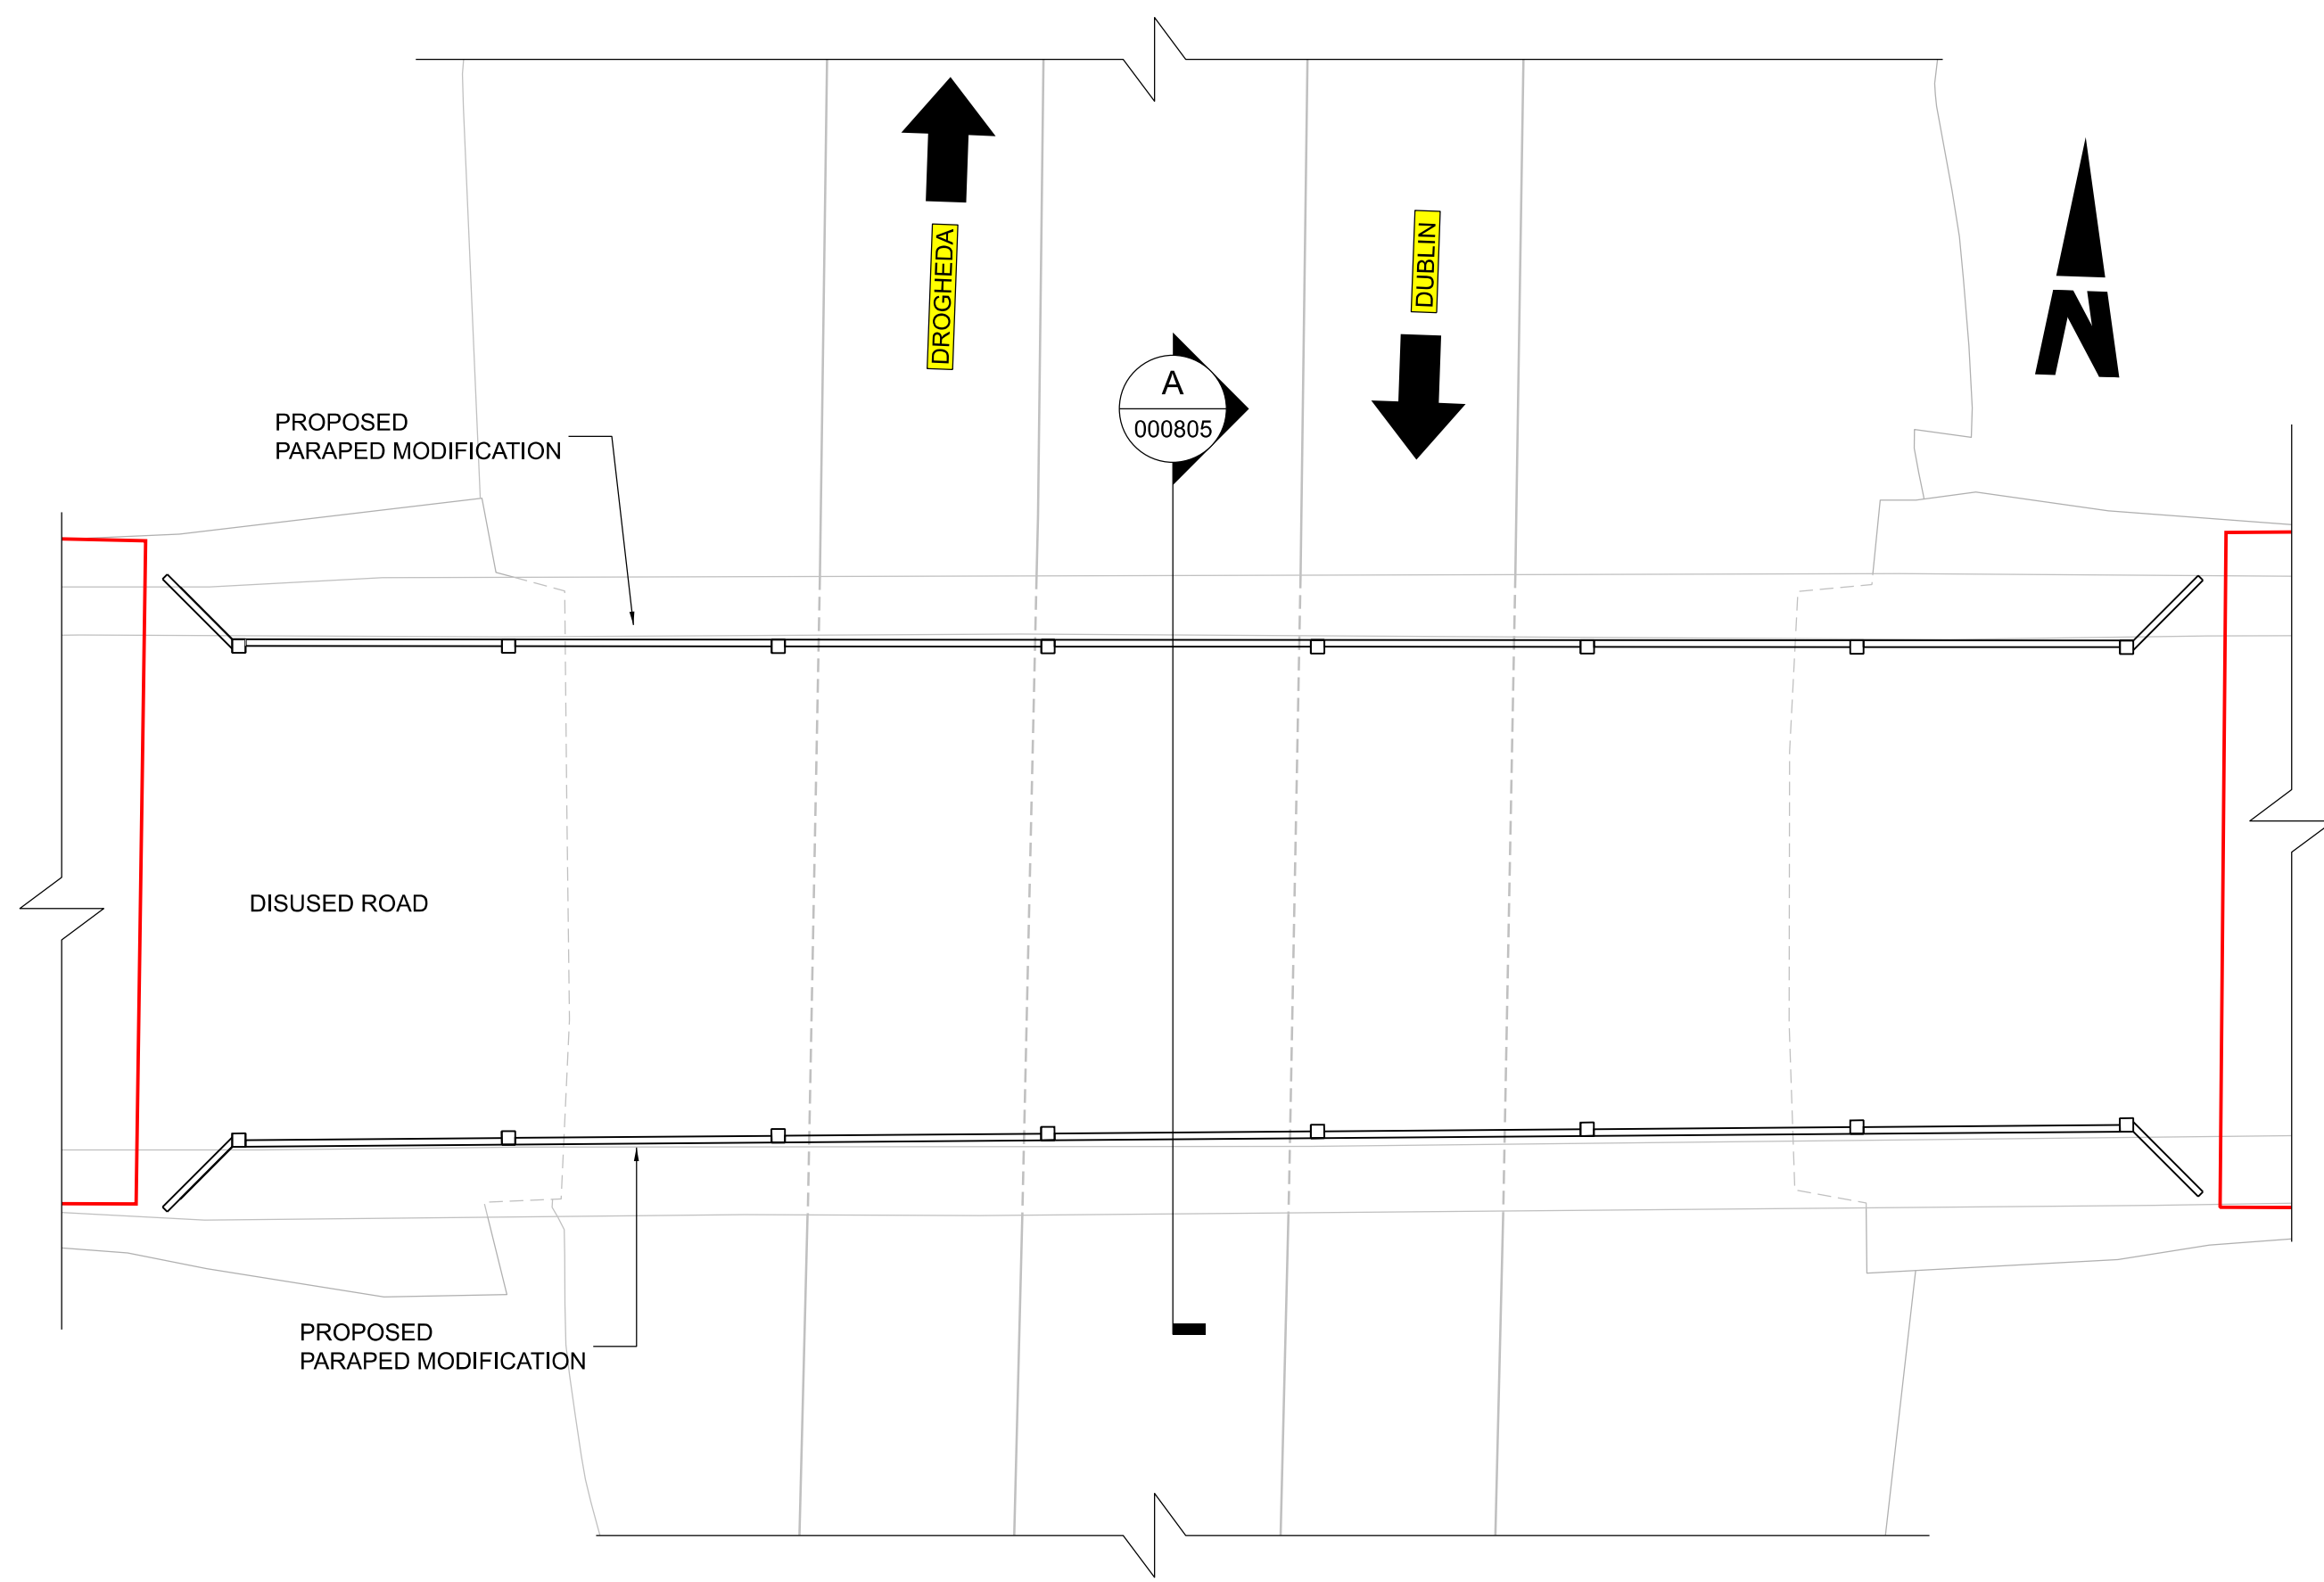 DROGHEDA
DUBLIN
N
A
000805
PROPOSED
PARAPED MODIFICATION
DISUSED ROAD
PROPOSED
PARAPED MODIFICATION